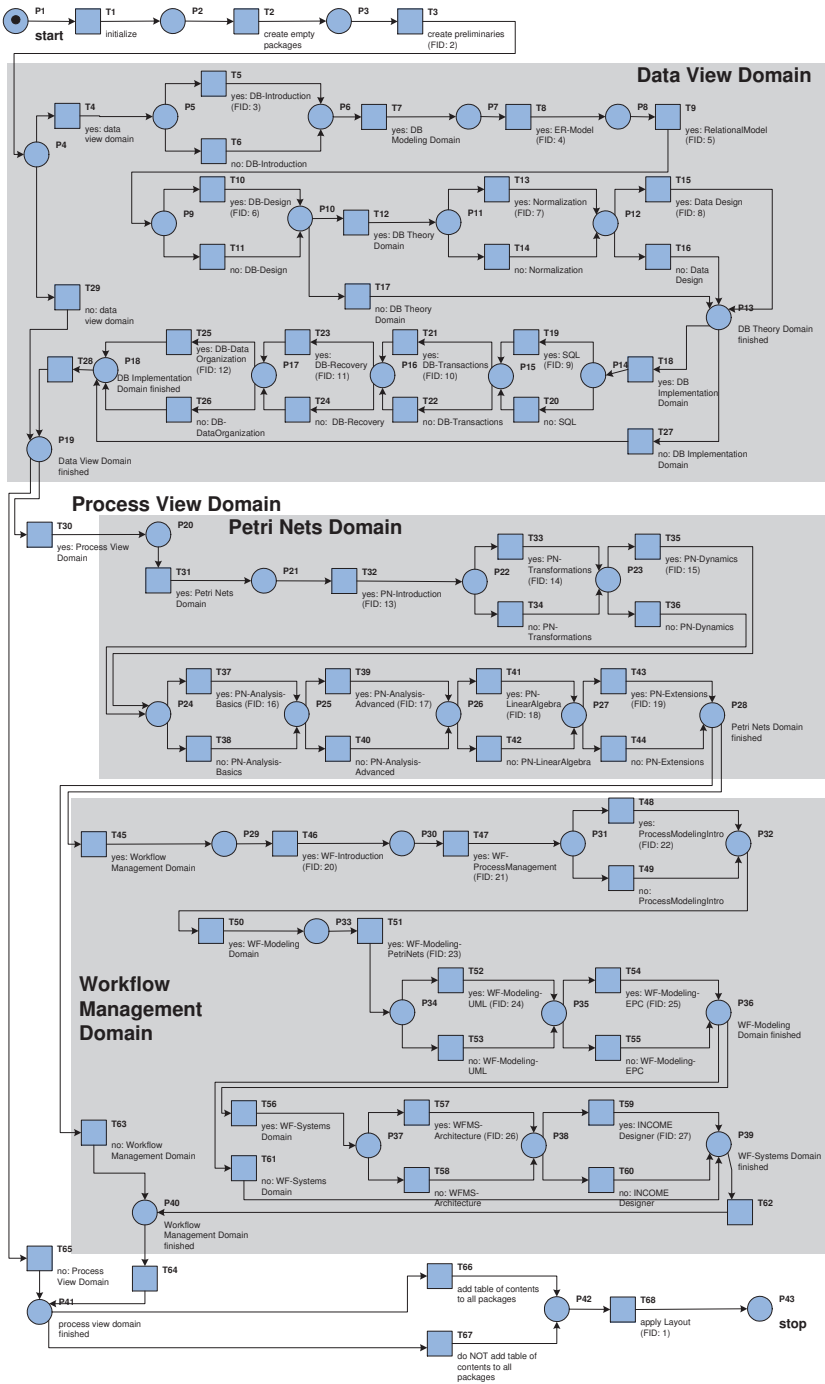 P1
start
T1
initialize
P2
T2
create empty
packages
P3
T3
create preliminaries
(FID: 2)
Data View Domain
T4
yes: data
view domain
P4
P5
T5
yes: DB-Introduction
(FID: 3)
T6
no: DB-Introduction
P6
T7
yes: DB
Modeling Domain
P7
T8
yes: ER-Model
(FID: 4)
P8
T9
yes: RelationalModel
(FID: 5)
P9
T10
yes: DB-Design
(FID: 6)
T11
no: DB-Design
P10
T12
yes: DB Theory
Domain
P11
T13
yes: Normalization
(FID: 7)
T14
no: Normalization
P12
T15
yes: Data Design
(FID: 8)
T16
no: Data
Design
T17
no: DB Theory
Domain
P13
DB Theory Domain
finished
T29
no: data
view domain
T28
P18
DB Implementation
Domain finished
T25
yes: DB-Data
Organization
(FID: 12)
T26
no: DB-
DataOrganization
P17
T23
yes:
DB-Recovery
(FID: 11)
T24
no: DB-Recovery
P16
T21
yes:
DB-Transactions
(FID: 10)
T22
no: DB-Transactions
P15
T19
yes: SQL
(FID: 9)
T20
no: SQL
P14
T18
yes: DB
Implementation
Domain
T27
no: DB Implementation
Domain
P19
Data View Domain
finished
Process View Domain
Petri Nets Domain
T30
yes: Process View
Domain
P20
T31
yes: Petri Nets
Domain
P21
T32
yes: PN-Introduction
(FID: 13)
P22
T33
yes: PN-
Transformations
(FID: 14)
T34
no: PN-
Transformations
P23
T35
yes: PN-Dynamics
(FID: 15)
T36
no: PN-Dynamics
P24
T37
yes: PN-Analysis-
Basics (FID: 16)
T38
no: PN-Analysis-
Basics
P25
T39
yes: PN-Analysis-
Advanced (FID: 17)
T40
no: PN-Analysis-
Advanced
P26
T41
yes: PN-
LinearAlgebra
(FID: 18)
T42
no: PN-LinearAlgebra
P27
T43
yes: PN-Extensions
(FID: 19)
T44
no: PN-Extensions
P28
Petri Nets Domain
finished
T45
yes: Workflow
Management Domain
P29
T46
yes: WF-Introduction
(FID: 20)
P30
T47
yes: WF-
ProcessManagement
(FID: 21)
P31
T48
yes:
ProcessModelingIntro
(FID: 22)
T49
no:
ProcessModelingIntro
P32
T50
yes: WF-Modeling
Domain
P33
T51
yes: WF-Modeling-
PetriNets (FID: 23)
Workflow
Management
Domain
P34
T52
yes: WF-Modeling-
UML (FID: 24)
T53
no: WF-Modeling-
UML
P35
T54
yes: WF-Modeling-
EPC (FID: 25)
T55
no: WF-Modeling-
EPC
P36
WF-Modeling
Domain finished
T56
yes: WF-Systems
Domain
T61
no: WF-Systems
Domain
P37
T57
yes: WFMS-
Architecture (FID: 26)
T58
no: WFMS-
Architecture
P38
T59
yes: INCOME
Designer (FID: 27)
T60
no: INCOME
Designer
P39
WF-Systems Domain
finished
T62
T63
no: Workflow
Management Domain
P40
Workflow
Management Domain
finished
T65
no: Process
View Domain
T64
P41
process view domain
finished
T66
add table of contents
to all packages
T67
do NOT add table of
contents to all
packages
P42
T68
apply Layout
(FID: 1)
P43
stop